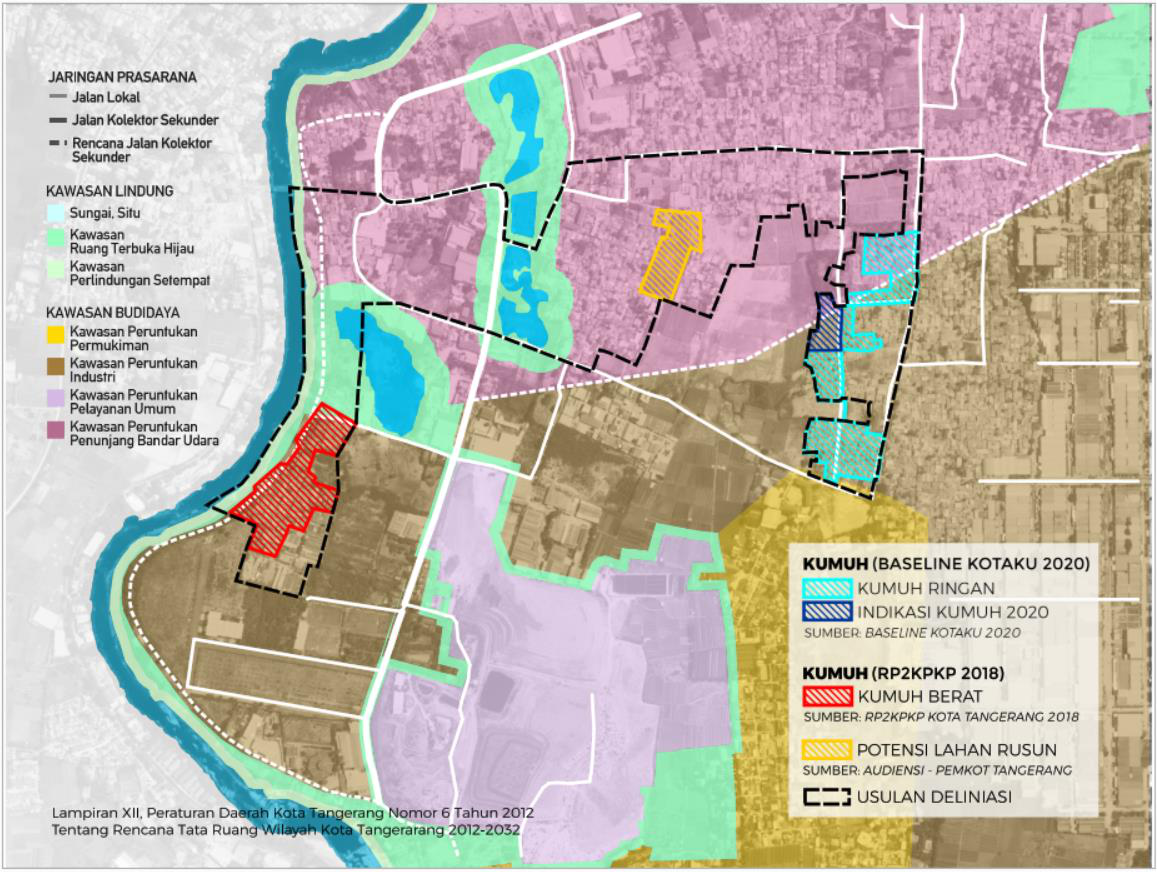 JARINGAN PRASARANA
Jalan Lokal
Jalan Kolektor Sekunder
Rencana Jalan Kolektor
Sekunder
KAWASAN LINDUNG
Sungai, Situ
Kawasan
Ruang Terbuka Hijau
Kawasan
Perlindungan Setempat
KAWASAN BUDIDAYA
Kawasan Peruntukan
Permukiman
Kawasan Peruntukan
Industri
Kawasan Peruntukan
Pelayanan Umum
Kawasan Peruntukan
Penunjang Bandar Udara
KUMUH (BASELINE KOTAKU 2020)
KUMUH RINGAN
INDIKASI KUMUH 2020
SUMBER: BASELINE KOTAKU 2020
KUMUH (RP2KPKP 2018)
KUMUH BERAT
SUMBER: RP2KPKP KOTA TANGERANG 2018
POTENSI LAHAN RUSUN
SUMBER: AUDIENSI - PEMKOT TANGERANG
USULAN DELINIASI
Lampiran XII, Peraturan Daerah Kota Tangerang Nomor 6 Tahun 2012
Tentang Rencana Tata Ruang Wilayah Kota Tangerarang 2012-2032